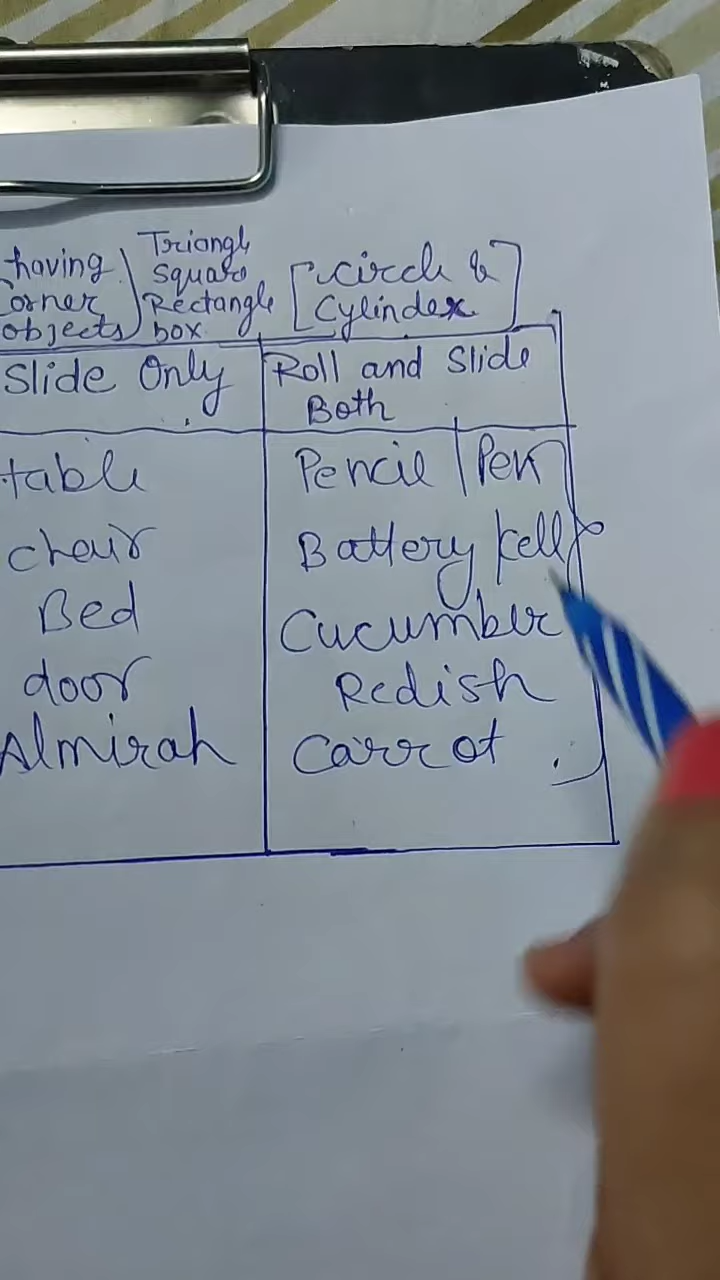 having
Corner
objects
Triangle
Square
Rectangle
box
[Circle &
Cylinder]
Slide Only
Roll and Slide
Both
table
Pencil | Pen
chair
Battery | Cell
Bed
Cucumber
door
Redish
Almirah
Carrot